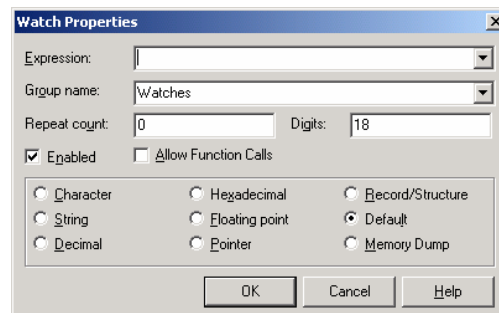 Watch Properties
Expression:
Group name: Watches
Repeat count: 0 Digits: 18
Enabled Allow Function Calls
Character Hexadecimal Record/Structure
String Floating point Default
Decimal Pointer Memory Dump
OK Cancel Help